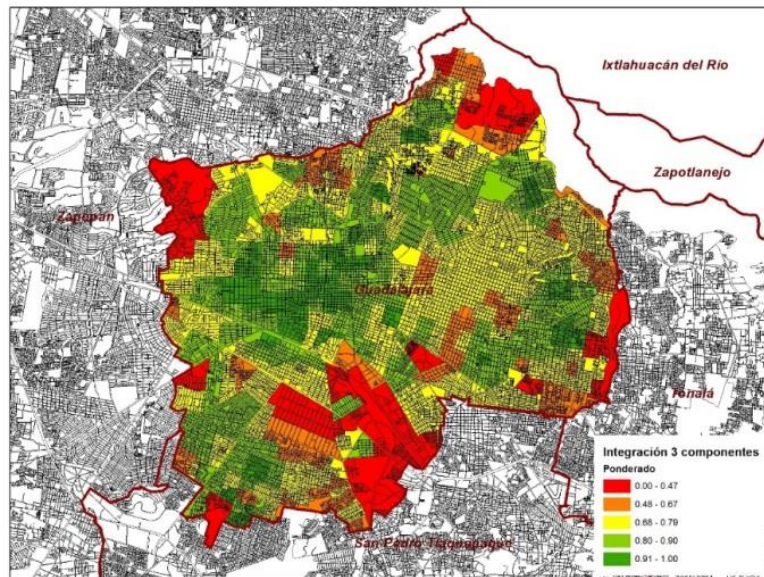 Ixtlahuacán del Río
Zapotlanejo
Zapopan
Guadalajara
Tonalá
San Pedro Tlaquepaque
Integración 3 componentes
Ponderado
0.00 - 0.47
0.48 - 0.67
0.68 - 0.79
0.80 - 0.90
0.91 - 1.00